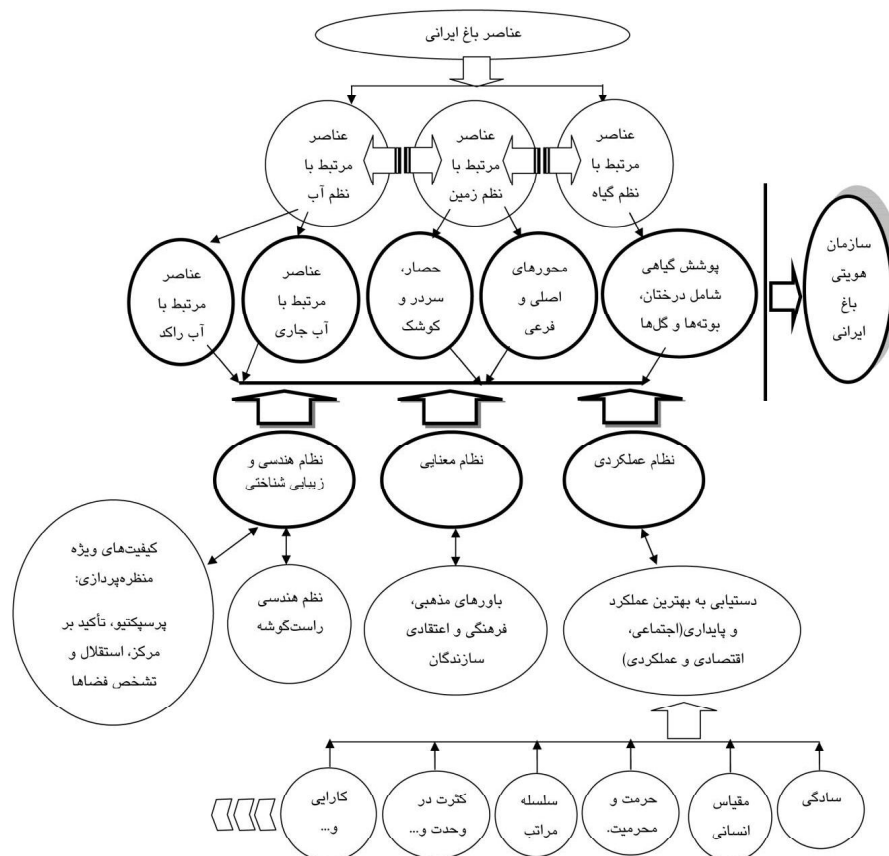 عناصر باغ ایرانی
عناصر
مرتبط با
نظم گیاه
عناصر
مرتبط با
نظم زمین
عناصر
مرتبط با
نظم آب
پوشش گیاهی
شامل درختان،
بوته‌ها و گل‌ها
محورهای
اصلی و
فرعی
حصار،
سردر و
کوشک
عناصر
مرتبط با
آب جاری
عناصر
مرتبط با
آب راکد
سازمان
هویتی
باغ
ایرانی
نظام عملکردی
نظام معنایی
نظام هندسی و
زیبایی شناختی
دستیابی به بهترین عملکرد
و پایداری(اجتماعی،
اقتصادی و عملکردی)
باورهای مذهبی،
فرهنگی و اعتقادی
سازندگان
نظم هندسی
راست‌گوشه
کیفیت‌های ویژه
منظره‌پردازی:
پرسپکتیو، تأکید بر
مرکز، استقلال و
تشخص فضاها
سادگی
مقیاس
انسانی
حرمت و
محرمیت.
سلسله
مراتب
کثرت در
وحدت و...
کارایی
و...